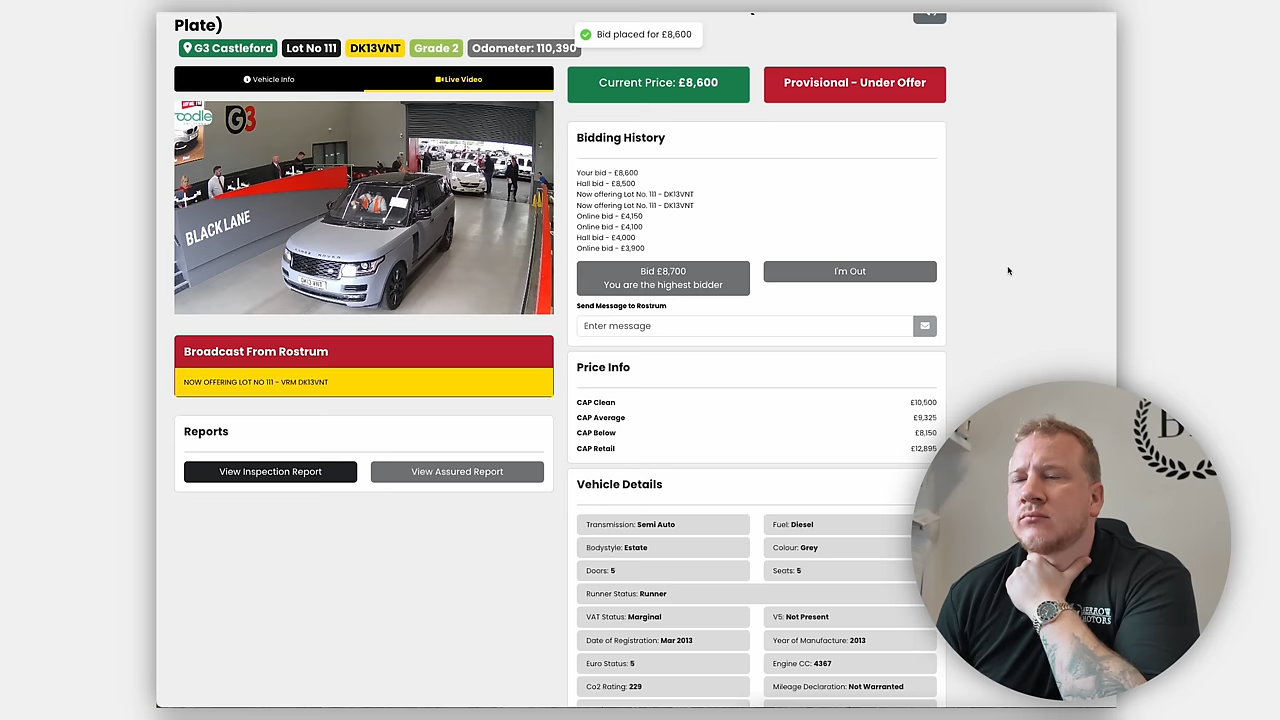 Plate)
Bid placed for £8,600
G3 Castleford
Lot No 111
DK13VNT
Grade 2
Odometer: 110,390
Vehicle Info
Live Video
Current Price: £8,600
Provisional - Under Offer
oodle
G3
BLACK LANE
RANGE ROVER
DK13 VNT
Bidding History
Your bid - £8,600
Hall bid - £8,500
Now offering Lot No. 111 - DK13VNT
Now offering Lot No. 111 - DK13VNT
Online bid - £4,150
Online bid - £4,100
Hall bid - £4,000
Online bid - £3,900
Bid £8,700
You are the highest bidder
I'm Out
Send Message to Rostrum
Enter message
Broadcast From Rostrum
NOW OFFERING LOT NO 111 - VRM DK13VNT
Reports
View Inspection Report
View Assured Report
Price Info
CAP Clean £10,500
CAP Average £9,325
CAP Below £8,150
CAP Retail £12,895
Vehicle Details
Transmission: Semi Auto
Fuel: Diesel
Bodystyle: Estate
Colour: Grey
Doors: 5
Seats: 5
Runner Status: Runner
VAT Status: Marginal
V5: Not Present
Date of Registration: Mar 2013
Year of Manufacture: 2013
Euro Status: 5
Engine CC: 4367
Co2 Rating: 229
Mileage Declaration: Not Warranted
MOTORS